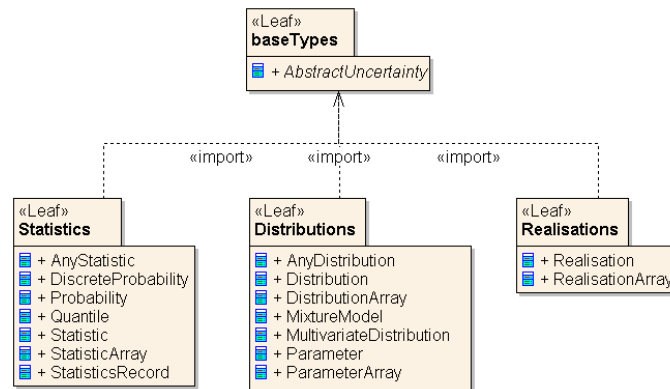 «Leaf»
baseTypes
+ AbstractUncertainty
«import» «import» «import»
«Leaf»
Statistics
+ AnyStatistic
+ DiscreteProbability
+ Probability
+ Quantile
+ Statistic
+ StatisticArray
+ StatisticsRecord
«Leaf»
Distributions
+ AnyDistribution
+ Distribution
+ DistributionArray
+ MixtureModel
+ MultivariateDistribution
+ Parameter
+ ParameterArray
«Leaf»
Realisations
+ Realisation
+ RealisationArray